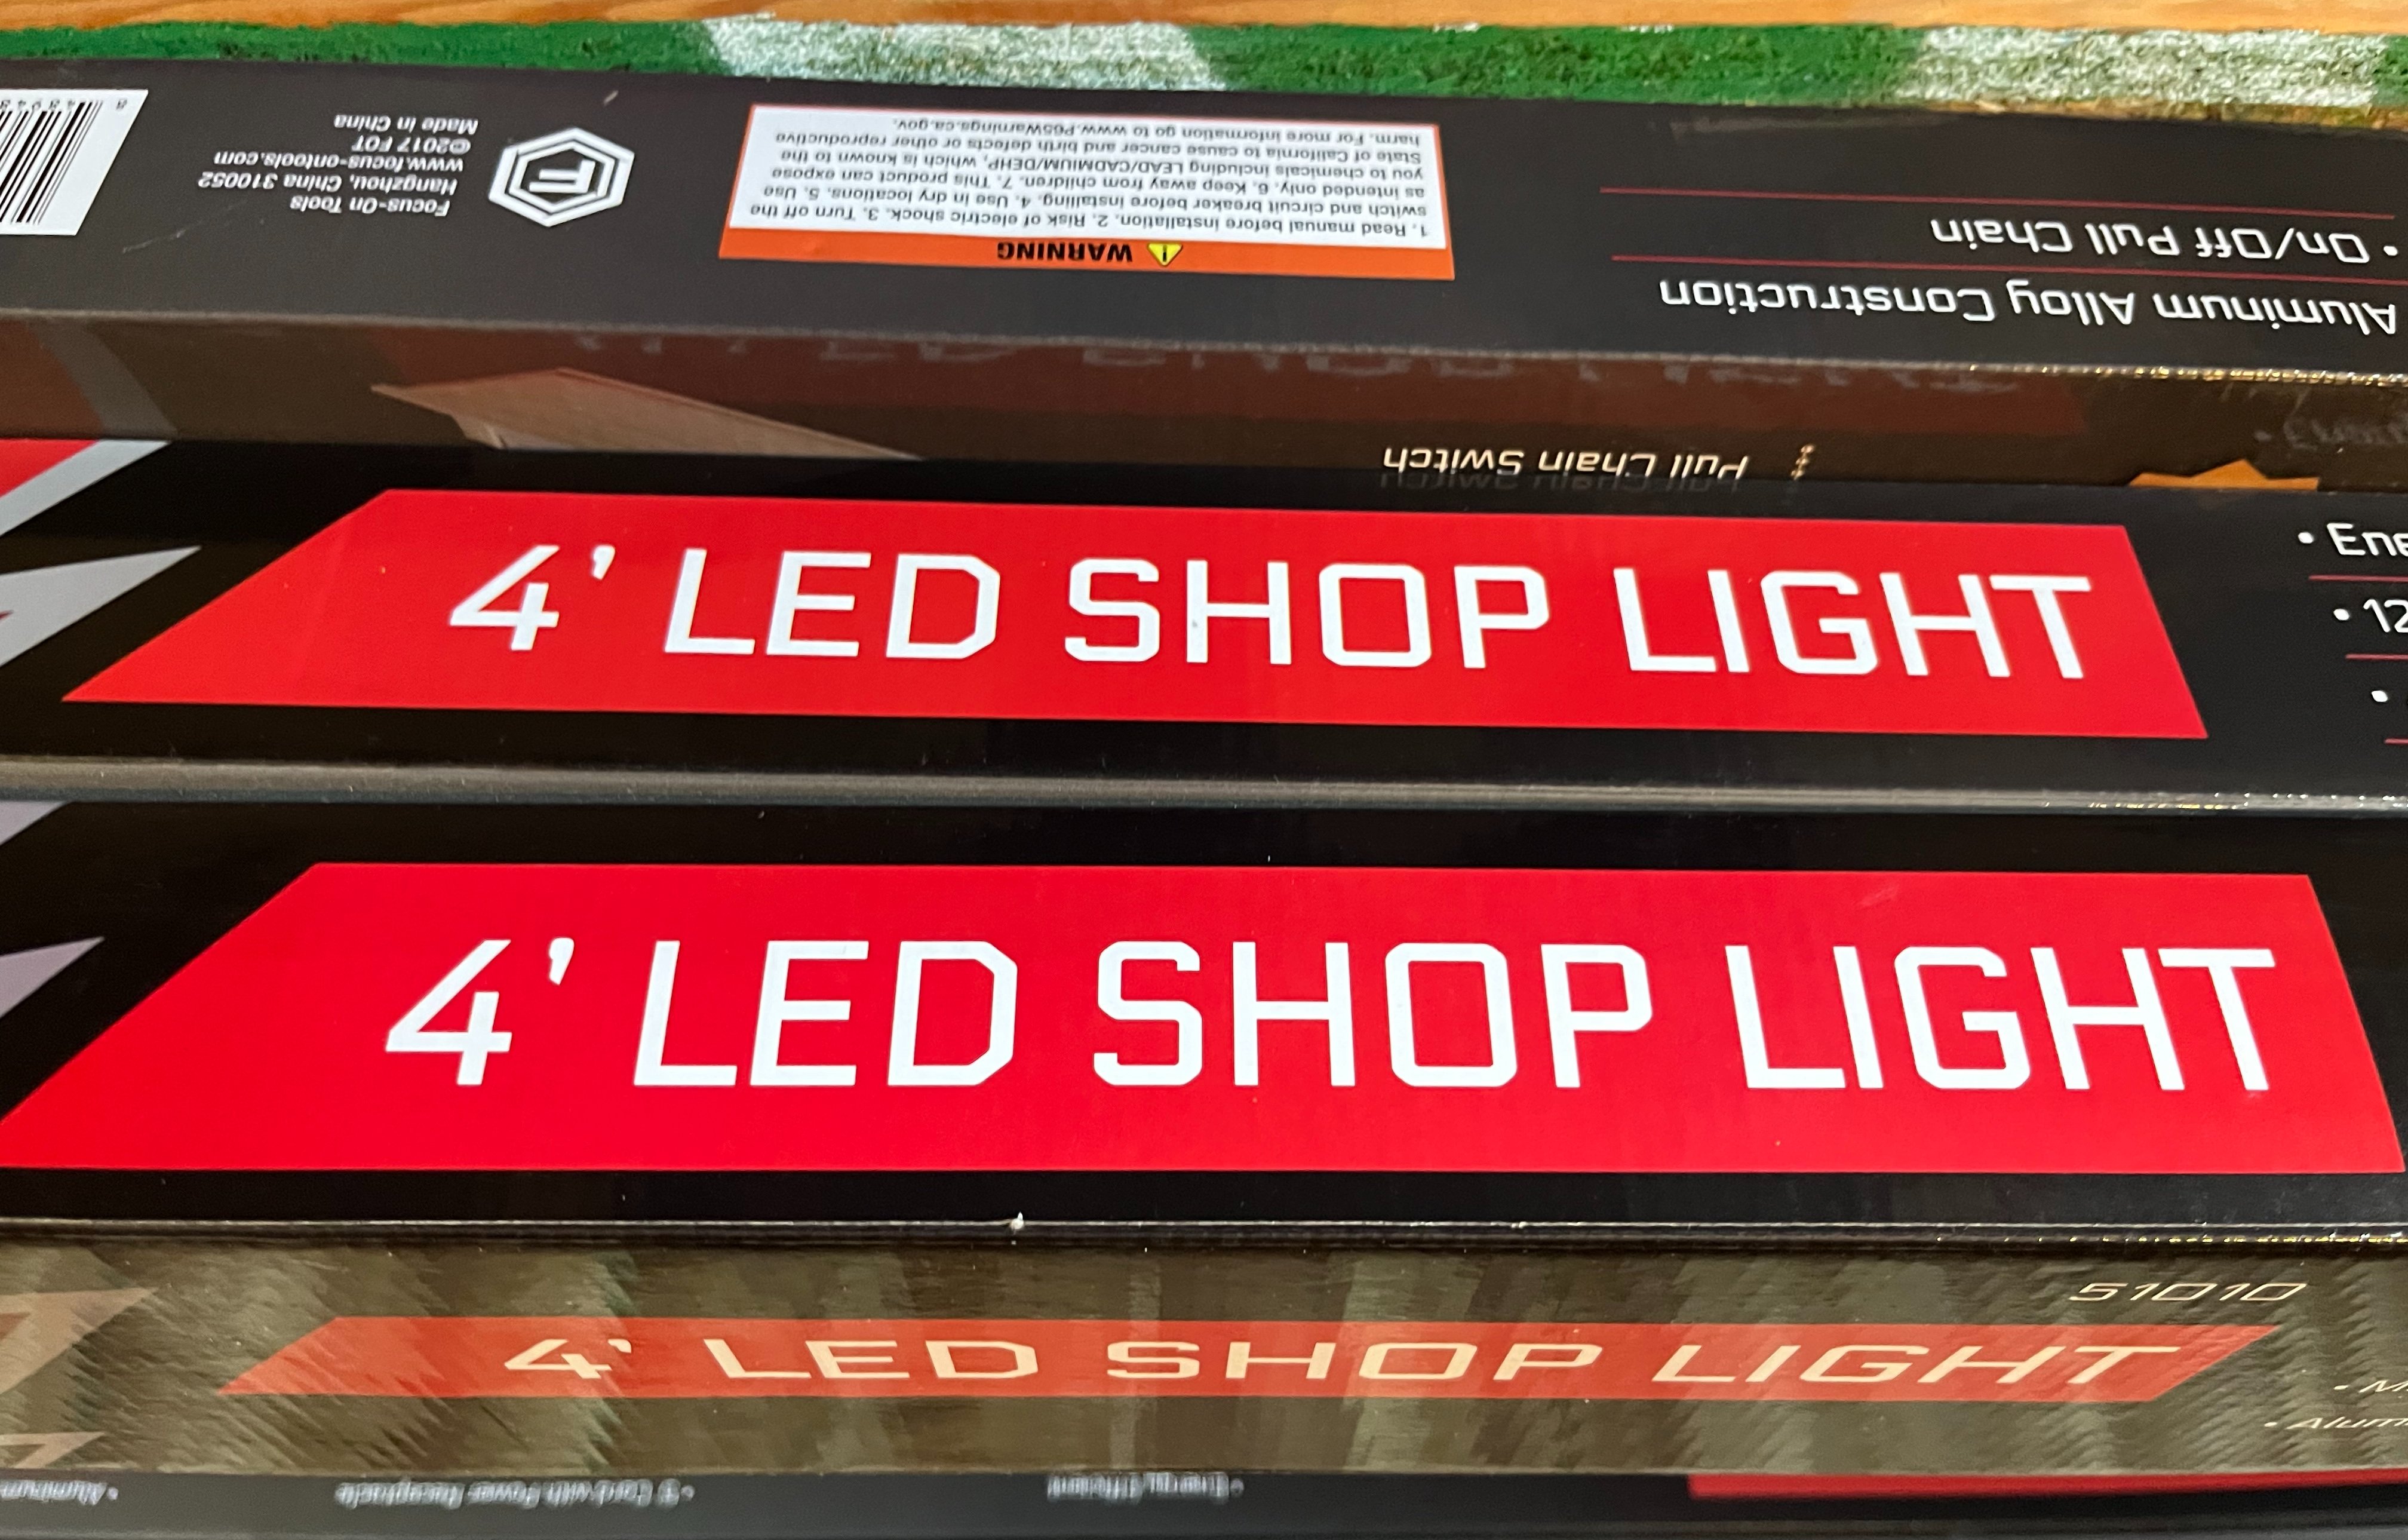 Focus-On Tools
Hangzhou, China 310052
www.focus-ontools.com
©2017 FOT
Made in China
WARNING
1. Read manual before installation. 2. Risk of electric shock. 3. Turn off the
switch and circuit breaker before installing. 4. Use in dry locations. 5. Use
as intended only. 6. Keep away from children. 7. This product can expose
you to chemicals including LEAD/CADMIUM/DEHP, which is known to the
State of California to cause cancer and birth defects or other reproductive
harm. For more information go to www.P65Warnings.ca.gov.
Aluminum Alloy Construction
• On/Off Pull Chain
Pull Chain Switch
4' LED SHOP LIGHT
• Ene
• 12
4' LED SHOP LIGHT
51010
4' LED SHOP LIGHT
• M
• Alum